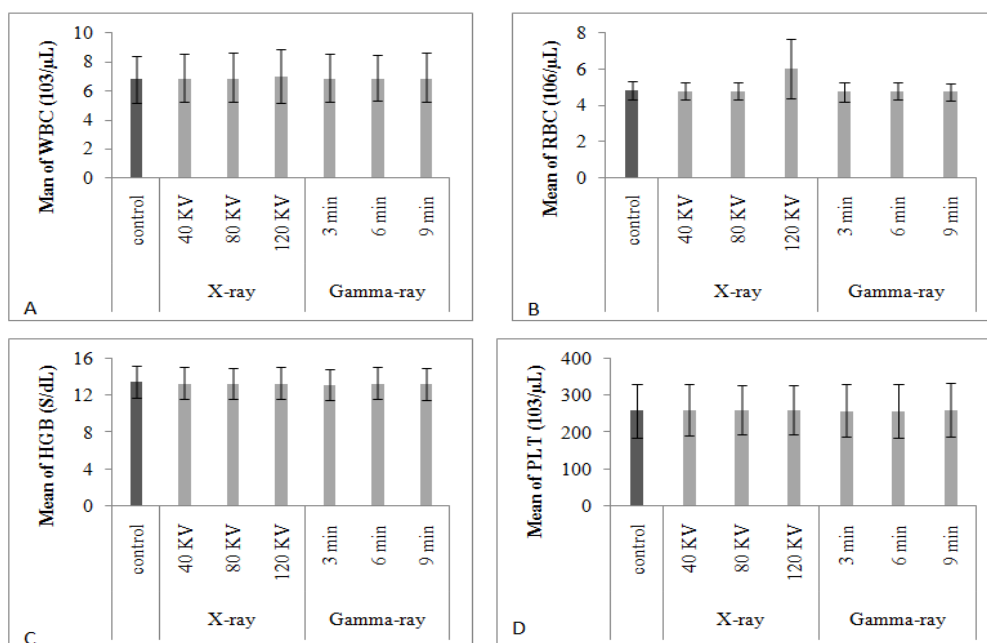 Man of WBC (103/µL)
10
8
6
4
2
0
control
40 KV
80 KV
120 KV
3 min
6 min
9 min
X-ray
Gamma-ray
A
Mean of RBC (106/µL)
8
6
4
2
0
control
40 KV
80 KV
120 KV
3 min
6 min
9 min
X-ray
Gamma-ray
B
Mean of HGB (S/dL)
16
12
8
4
0
control
40 KV
80 KV
120 KV
3 min
6 min
9 min
X-ray
Gamma-ray
C
Mean of PLT (103/µL)
400
300
200
100
0
control
40 KV
80 KV
120 KV
3 min
6 min
9 min
X-ray
Gamma-ray
D